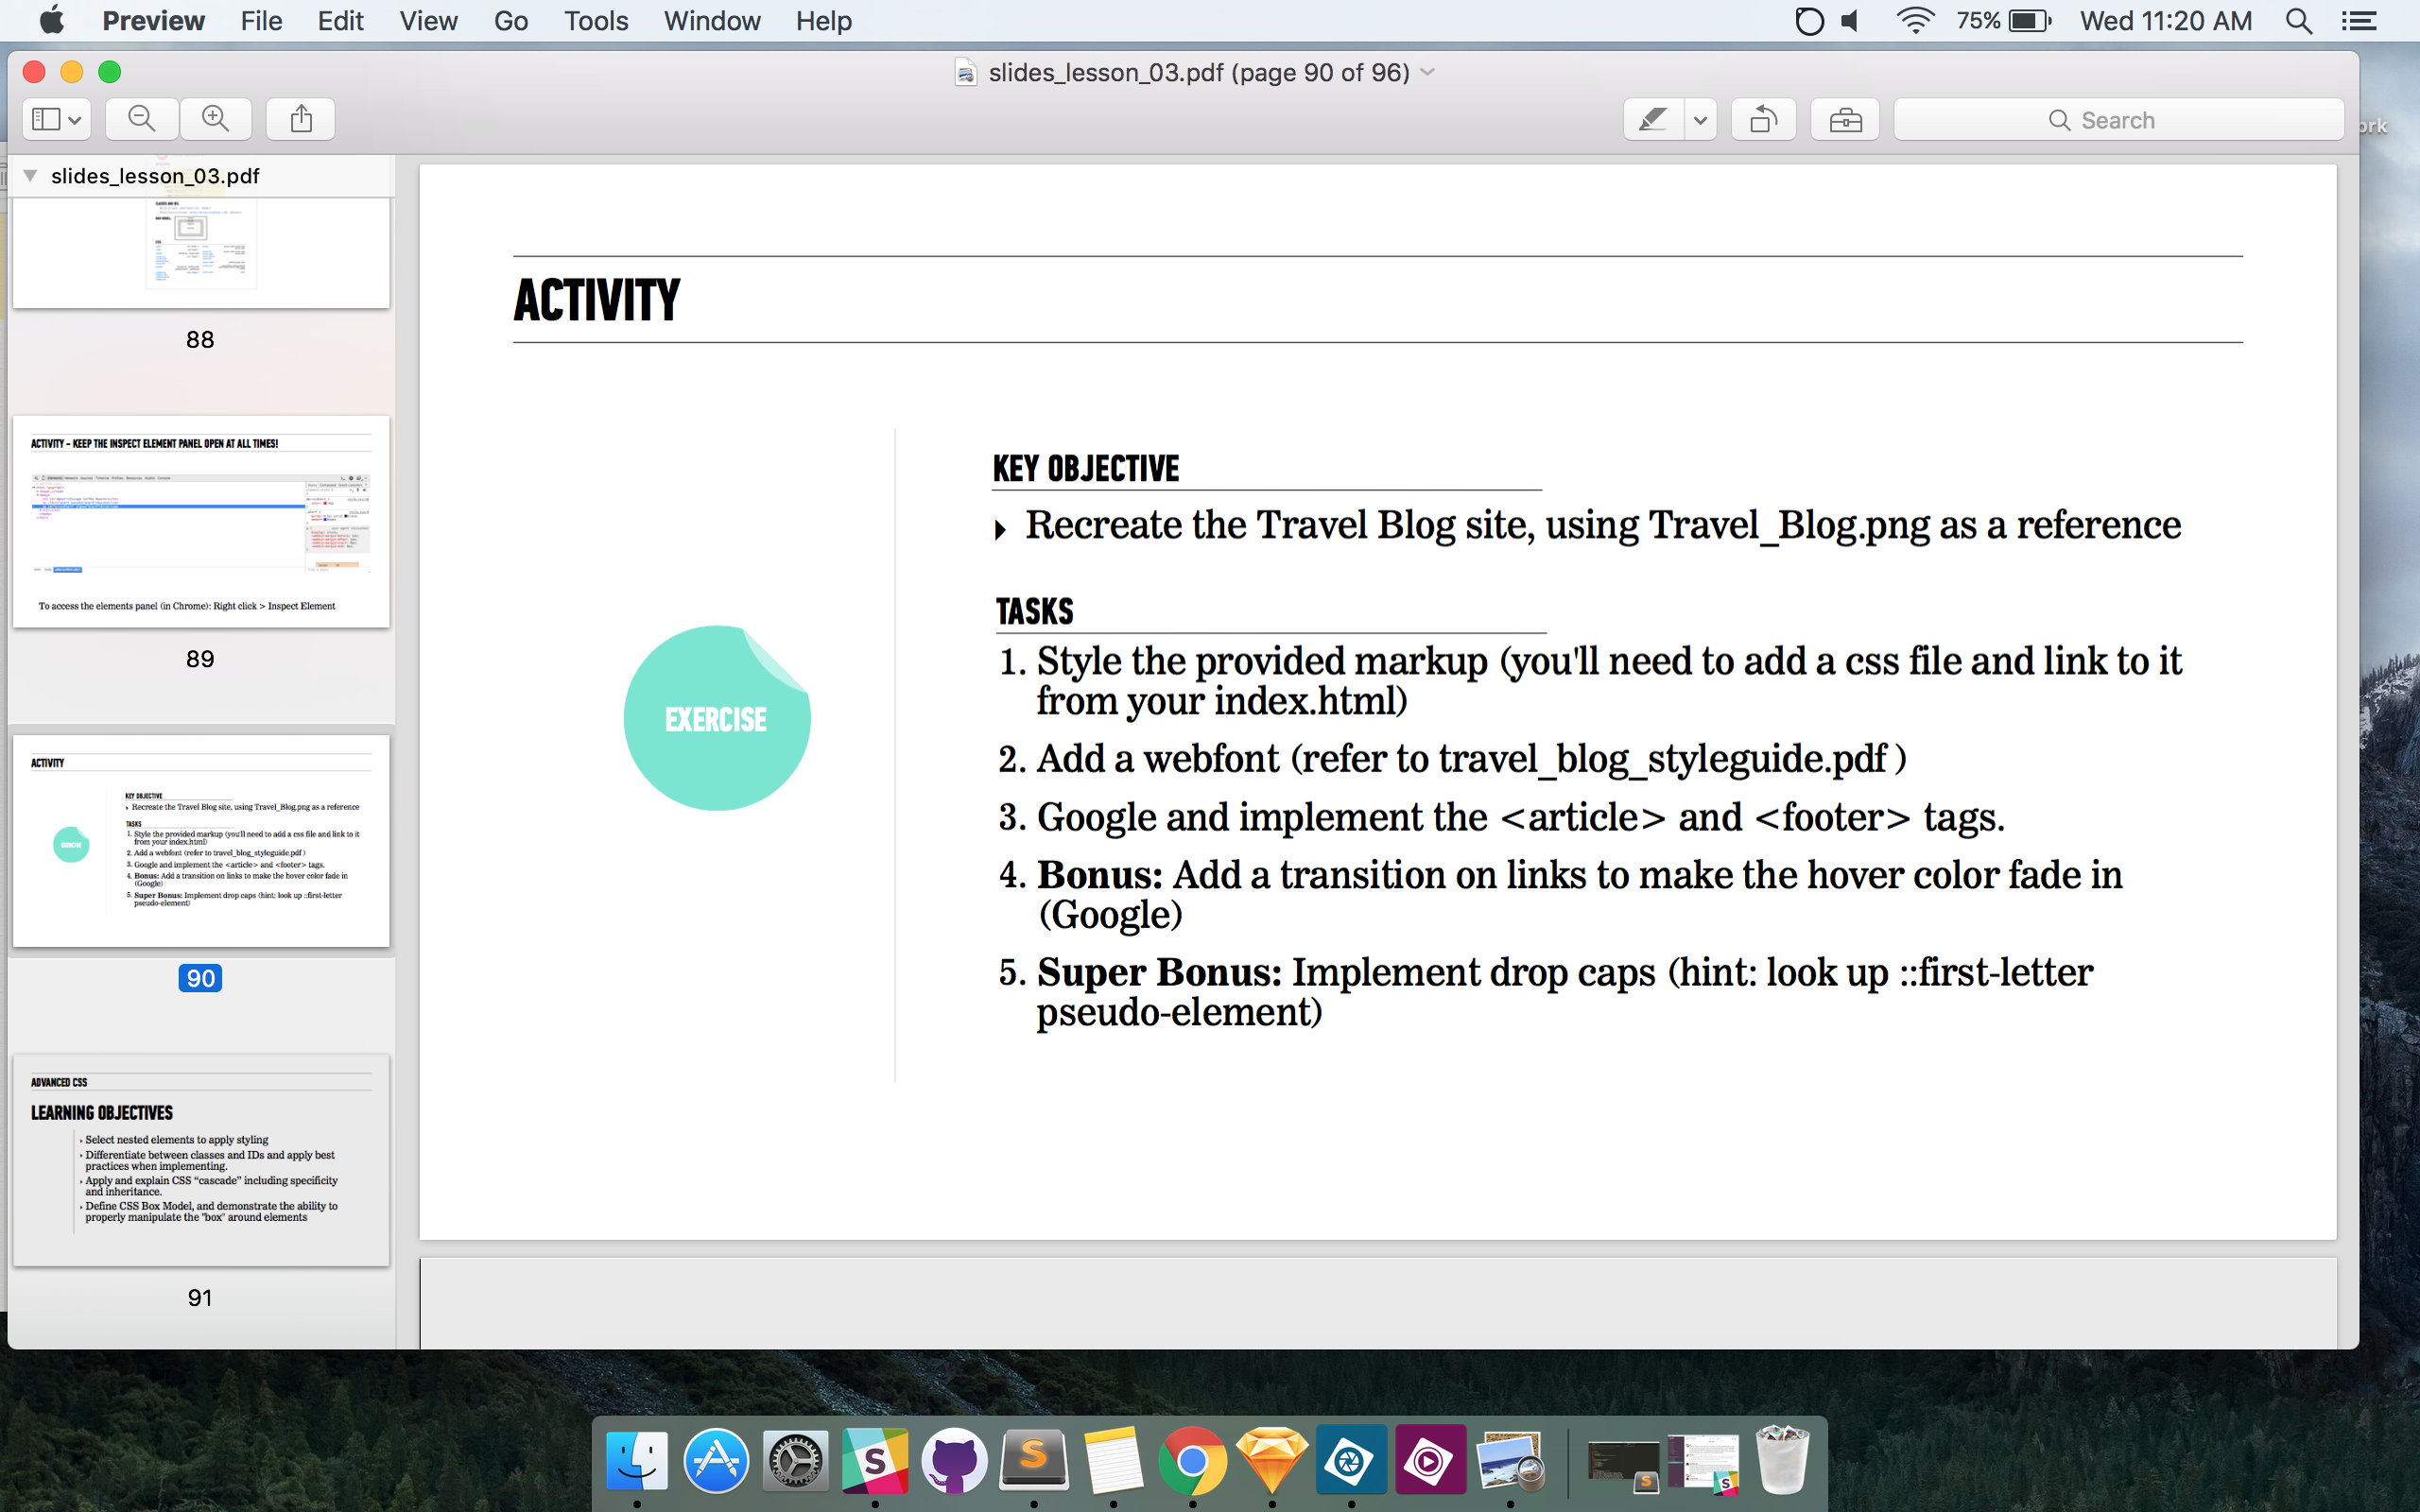 Preview File Edit View Go Tools Window Help
75% Wed 11:20 AM
slides_lesson_03.pdf (page 90 of 96)
Search
ork
slides_lesson_03.pdf
88
ACTIVITY – KEEP THE INSPECT ELEMENT PANEL OPEN AT ALL TIMES!
To access the elements panel (in Chrome): Right click > Inspect Element
89
ACTIVITY
KEY OBJECTIVE
Recreate the Travel Blog site, using Travel_Blog.png as a reference
TASKS
1. Style the provided markup (you'll need to add a css file and link to it
from your index.html)
2. Add a webfont (refer to travel_blog_styleguide.pdf )
3. Google and implement the <article> and <footer> tags.
4. Bonus: Add a transition on links to make the hover color fade in
(Google)
5. Super Bonus: Implement drop caps (hint: look up ::first-letter
pseudo-element)
EXERCISE
90
ADVANCED CSS
LEARNING OBJECTIVES
Select nested elements to apply styling
Differentiate between classes and IDs and apply best
practices when implementing.
Apply and explain CSS “cascade” including specificity
and inheritance.
Define CSS Box Model, and demonstrate the ability to
properly manipulate the "box" around elements
91
ACTIVITY
EXERCISE
KEY OBJECTIVE
Recreate the Travel Blog site, using Travel_Blog.png as a reference
TASKS
1. Style the provided markup (you'll need to add a css file and link to it
from your index.html)
2. Add a webfont (refer to travel_blog_styleguide.pdf )
3. Google and implement the <article> and <footer> tags.
4. Bonus: Add a transition on links to make the hover color fade in
(Google)
5. Super Bonus: Implement drop caps (hint: look up ::first-letter
pseudo-element)